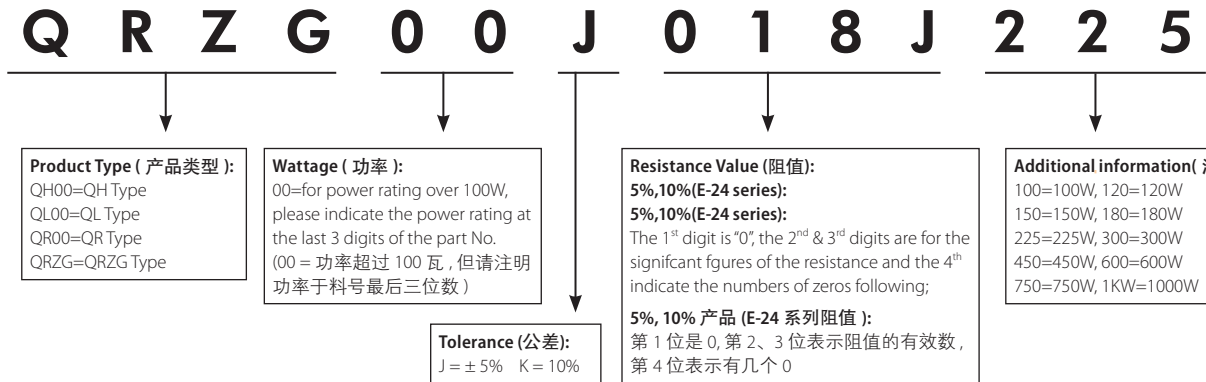 Q R Z G 0 0 J 0 1 8 J 2 2 5
Product Type ( 产品类型 ):
QH00=QH Type
QL00=QL Type
QR00=QR Type
QRZG=QRZG Type
Wattage ( 功率 ):
00=for power rating over 100W,
please indicate the power rating at
the last 3 digits of the part No.
(00 = 功率超过 100 瓦 , 但请注明
功率于料号最后三位数 )
Tolerance (公差):
J = ± 5% K = 10%
Resistance Value (阻值):
5%,10%(E-24 series):
5%,10%(E-24 series):
The 1st digit is “0”, the 2nd & 3rd digits are for the
signifcant fgures of the resistance and the 4th
indicate the numbers of zeros following;
5%, 10% 产品 (E-24 系列阻值 ):
第 1 位是 0, 第 2、3 位表示阻值的有效数 ,
第 4 位表示有几个 0
Additional information(
100=100W, 120=120W
150=150W, 180=180W
225=225W, 300=300W
450=450W, 600=600W
750=750W, 1KW=1000W